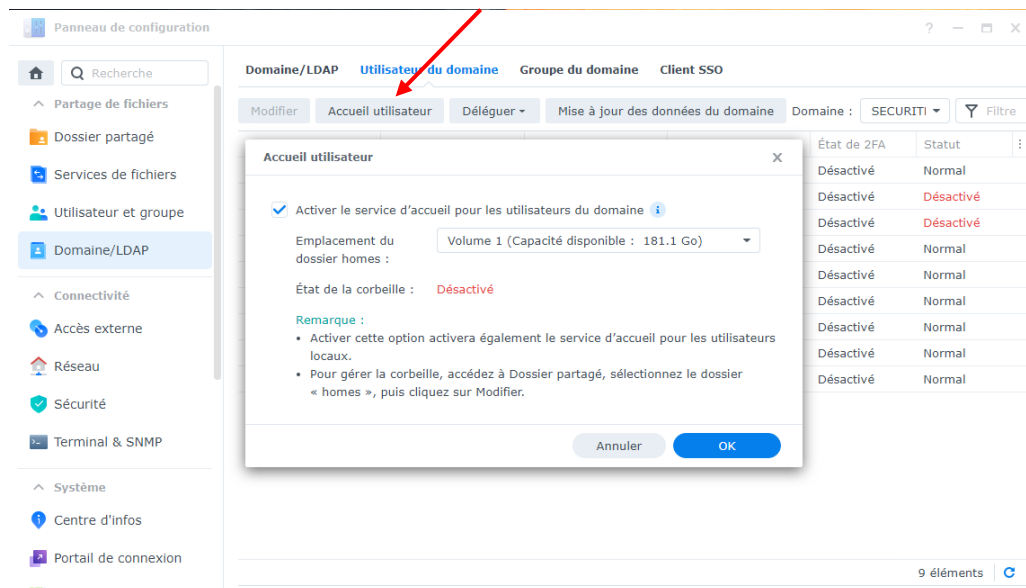 Panneau de configuration
Recherche
Partage de fichiers
Dossier partagé
Services de fichiers
Utilisateur et groupe
Domaine/LDAP
Connectivité
Accès externe
Réseau
Sécurité
Terminal & SNMP
Système
Centre d'infos
Portail de connexion
Domaine/LDAP Utilisateur du domaine Groupe du domaine Client SSO
Modifier Accueil utilisateur Déléguer Mise à jour des données du domaine Domaine : SECURITI Filtre
État de 2FA Statut
Désactivé Normal
Désactivé Désactivé
Désactivé Désactivé
Désactivé Normal
Désactivé Normal
Désactivé Normal
Désactivé Normal
Désactivé Normal
Désactivé Normal
Accueil utilisateur
Activer le service d'accueil pour les utilisateurs du domaine
Emplacement du
dossier homes :
Volume 1 (Capacité disponible : 181.1 Go)
État de la corbeille : Désactivé
Remarque :
• Activer cette option activera également le service d'accueil pour les utilisateurs
locaux.
• Pour gérer la corbeille, accédez à Dossier partagé, sélectionnez le dossier
« homes », puis cliquez sur Modifier.
Annuler OK
9 éléments